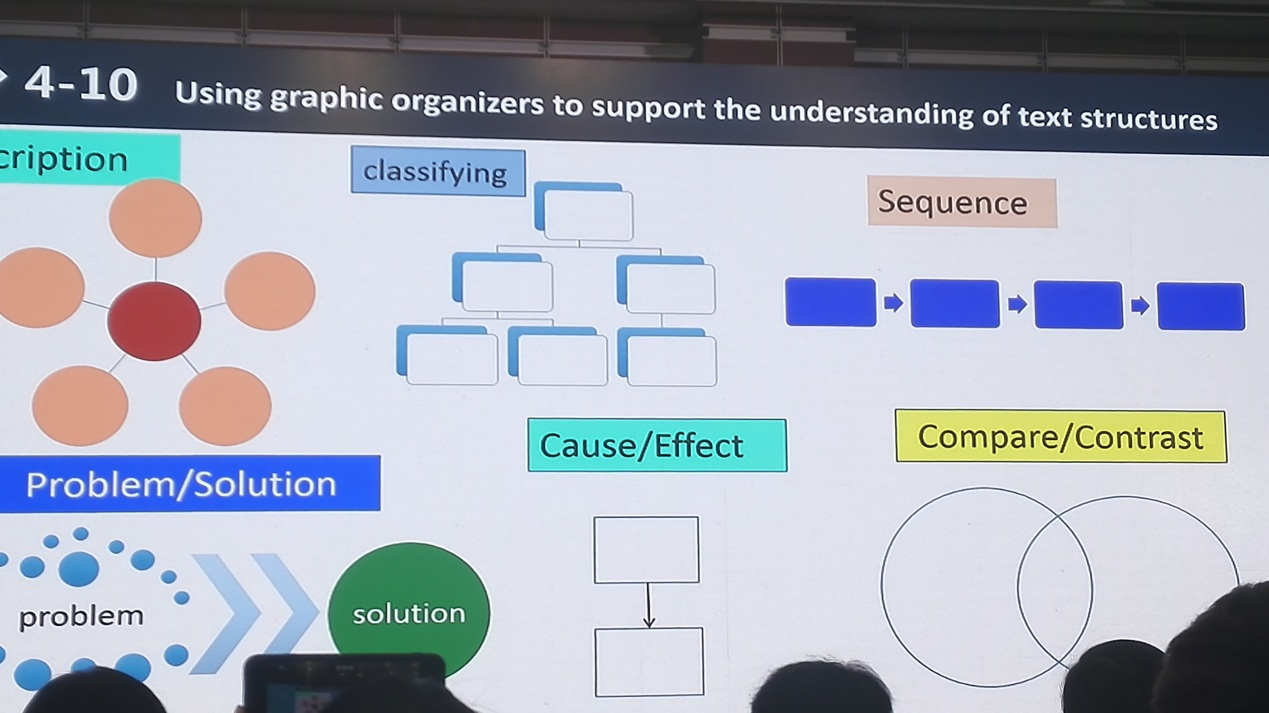 4-10 Using graphic organizers to support the understanding of text structures
cription
classifying
Sequence
Problem/Solution
Cause/Effect
Compare/Contrast
problem
solution